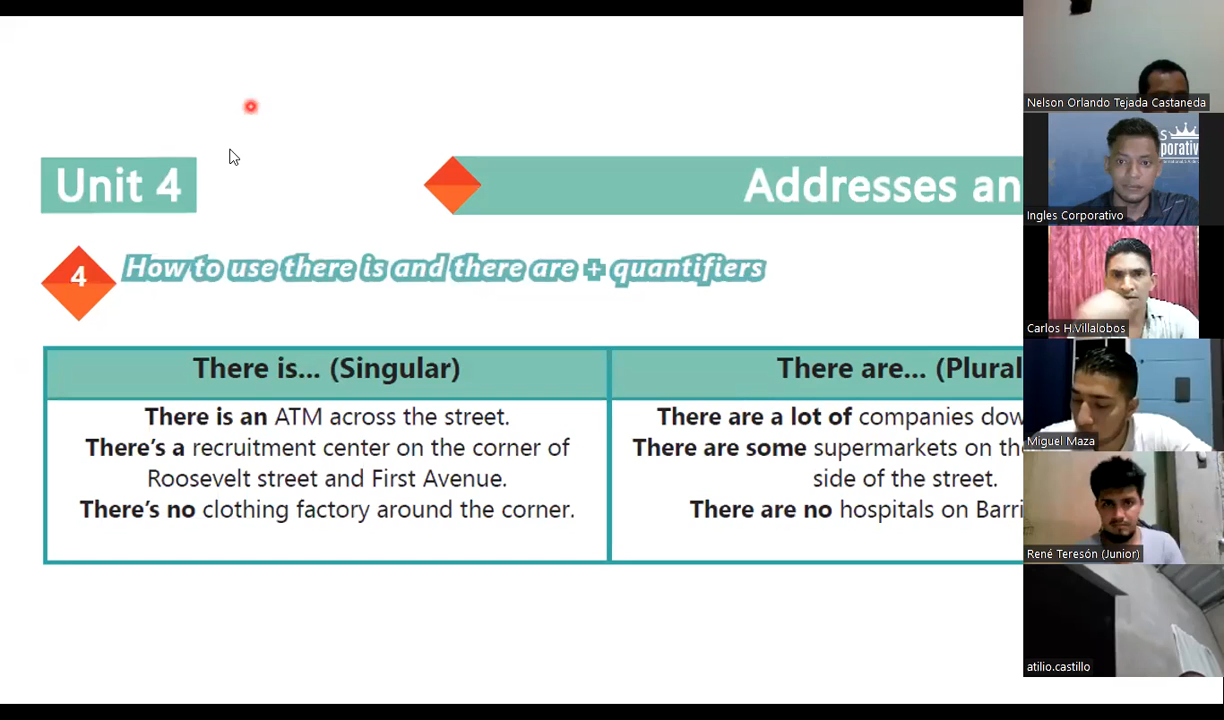 Unit 4
Addresses an
4
How to use there is and there are + quantifiers
There is... (Singular)
There is an ATM across the street.
There's a recruitment center on the corner of
Roosevelt street and First Avenue.
There's no clothing factory around the corner.
There are... (Plural
There are a lot of companies dow
There are some supermarkets on the
side of the street.
There are no hospitals on Barri
Nelson Orlando Tejada Castaneda
S
porativ
Ingles Corporativo
Carlos H.Villalobos
Miguel Maza
René Teresón (Junior)
atilio.castillo